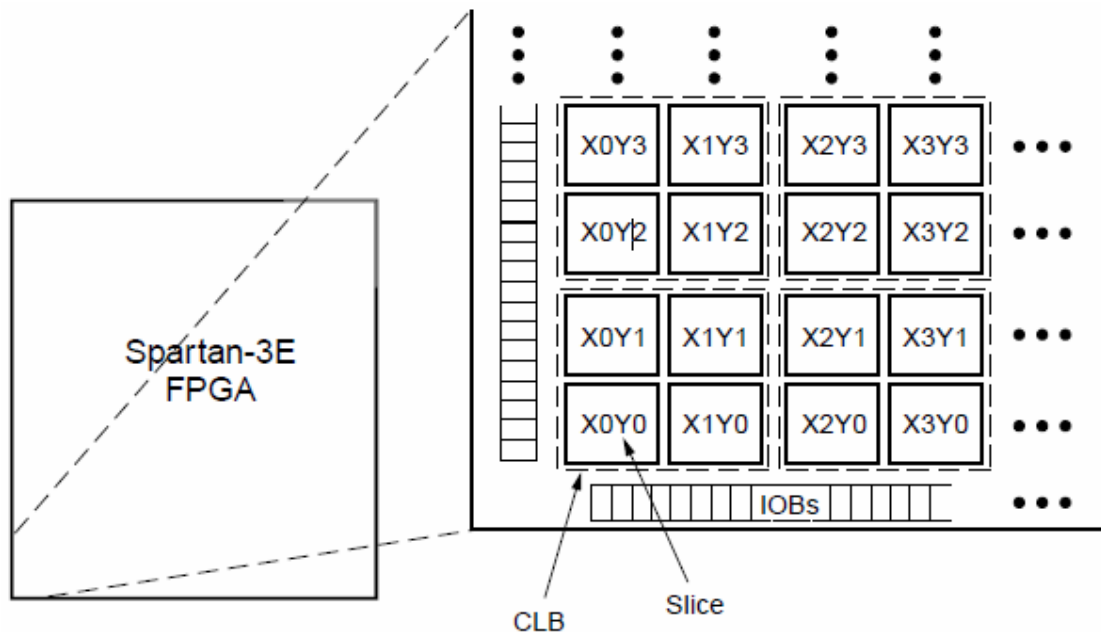 X0Y3 X1Y3 X2Y3 X3Y3
X0Y2 X1Y2 X2Y2 X3Y2
Spartan-3E
FPGA
X0Y1 X1Y1 X2Y1 X3Y1
X0Y0 X1Y0 X2Y0 X3Y0
IOBs
CLB
Slice